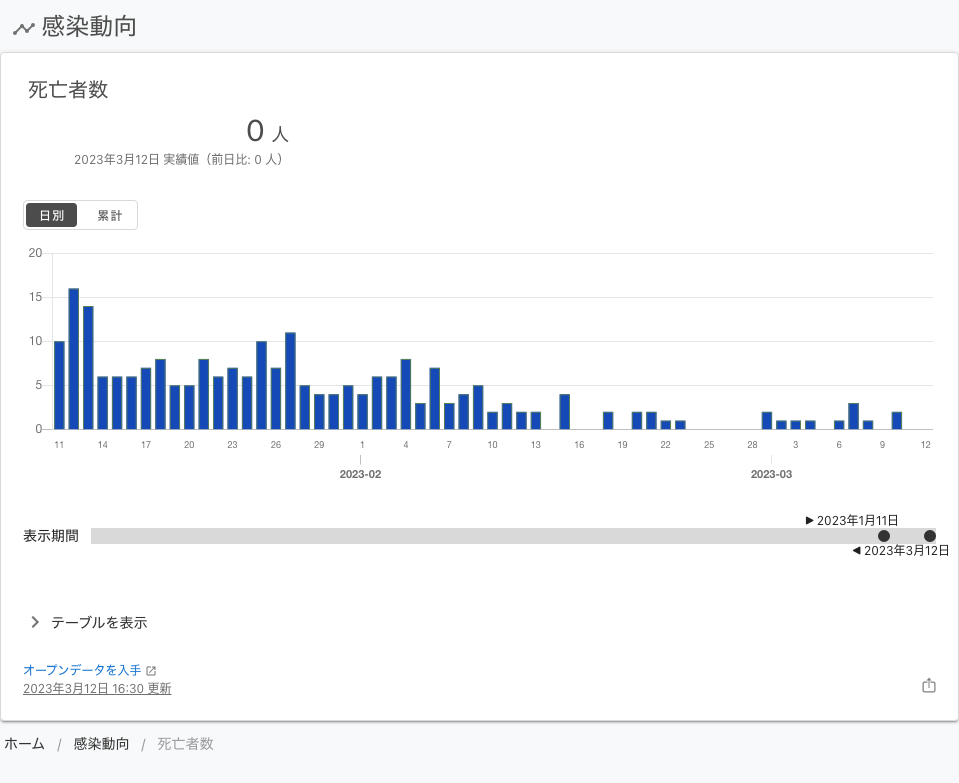 感染動向
死亡者数
0 人
2023年3月12日 実績値（前日比: 0 人）
日別 累計
20
15
10
5
0
11 14 17 20 23 26 29 1 4 7 10 13 16 19 22 25 28 3 6 9 12
2023-02 2023-03
▶ 2023年1月11日
表示期間
◀ 2023年3月12日
テーブルを表示
オープンデータを入手
2023年3月12日 16:30 更新
ホーム / 感染動向 / 死亡者数